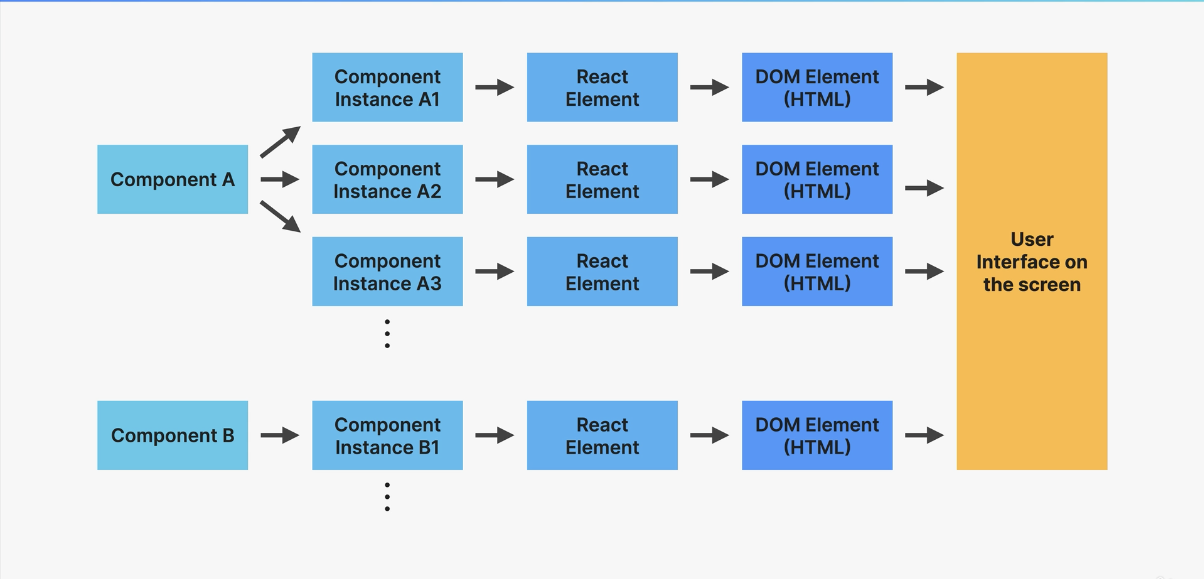 Component A
Component
Instance A1
React
Element
DOM Element
(HTML)
Component
Instance A2
React
Element
DOM Element
(HTML)
Component
Instance A3
React
Element
DOM Element
(HTML)
User
Interface on
the screen
Component B
Component
Instance B1
React
Element
DOM Element
(HTML)